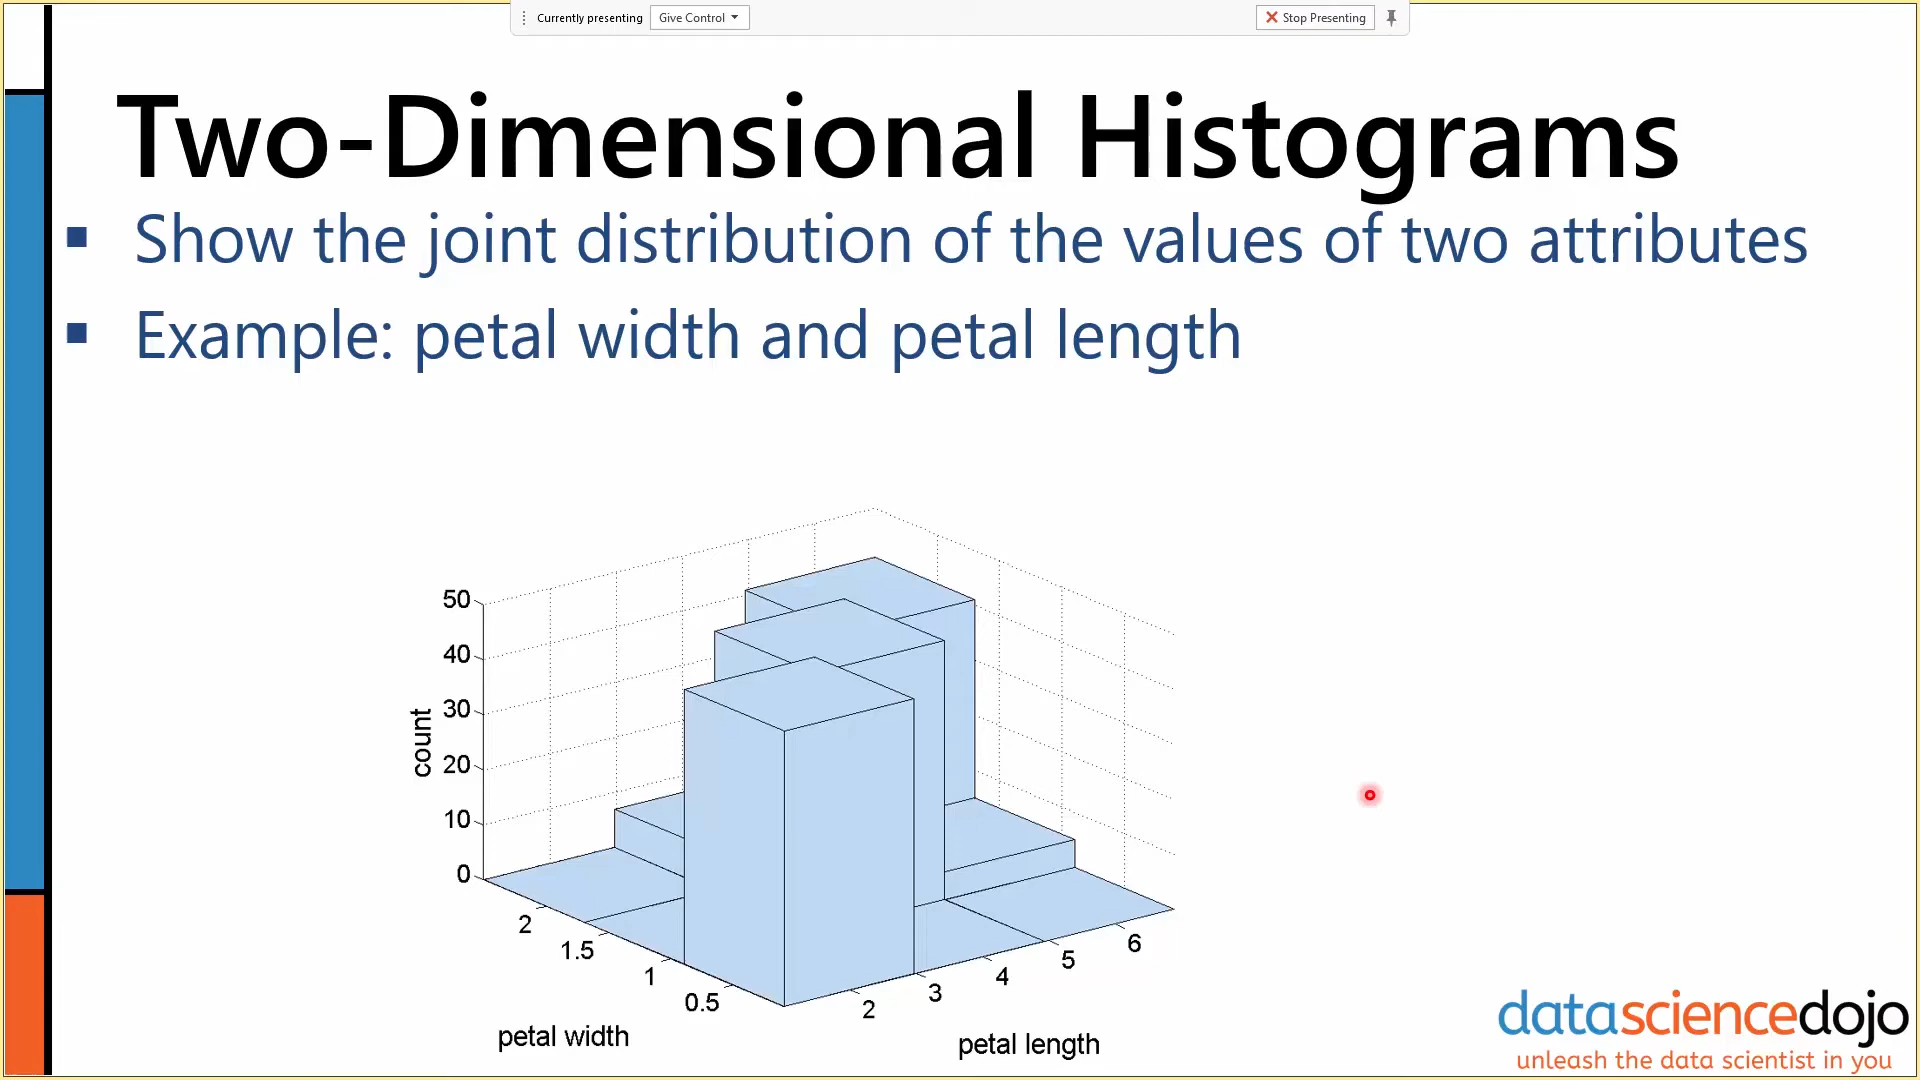 Currently presenting Give Control Stop Presenting
Two-Dimensional Histograms
Show the joint distribution of the values of two attributes
Example: petal width and petal length
50
40
30
20
10
0
count
2
1.5
1
0.5
petal width
2
3
4
5
6
petal length
datasciencedojo
unleash the data scientist in you